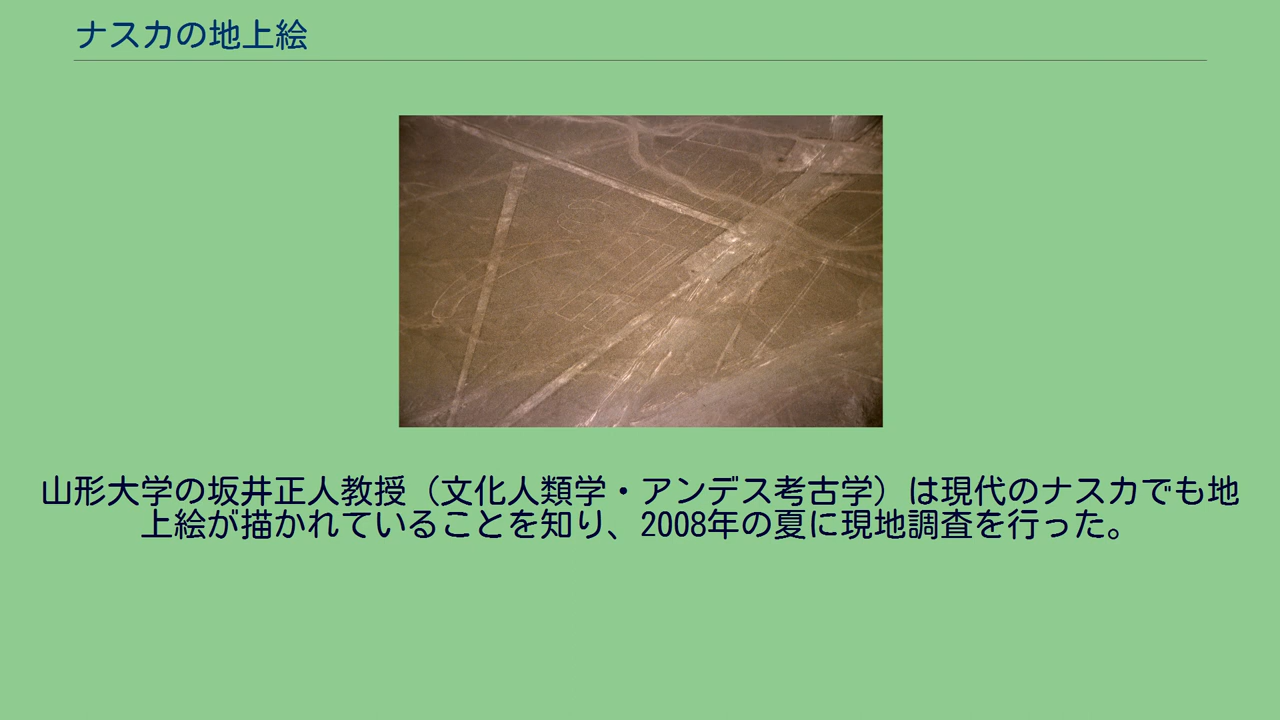 ナスカの地上絵
山形大学の坂井正人教授（文化人類学・アンデス考古学）は現代のナスカでも地
上絵が描かれていることを知り、2008年の夏に現地調査を行った。